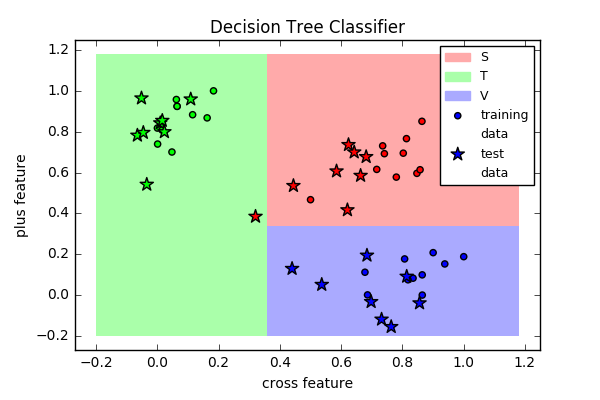 Decision Tree Classifier
S
T
V
training
data
test
data
plus feature
1.2
1.0
0.8
0.6
0.4
0.2
0.0
−0.2
−0.2 0.0 0.2 0.4 0.6 0.8 1.0 1.2
cross feature